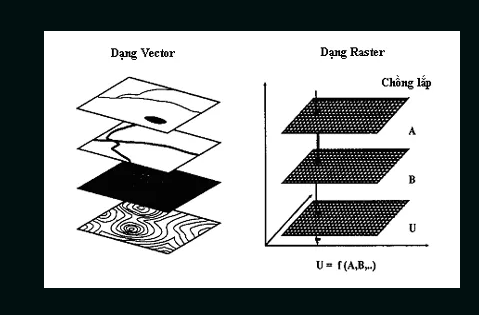 Dạng Vector
Dạng Raster
Chồng lắp
A
B
U
U = f (A,B,..)